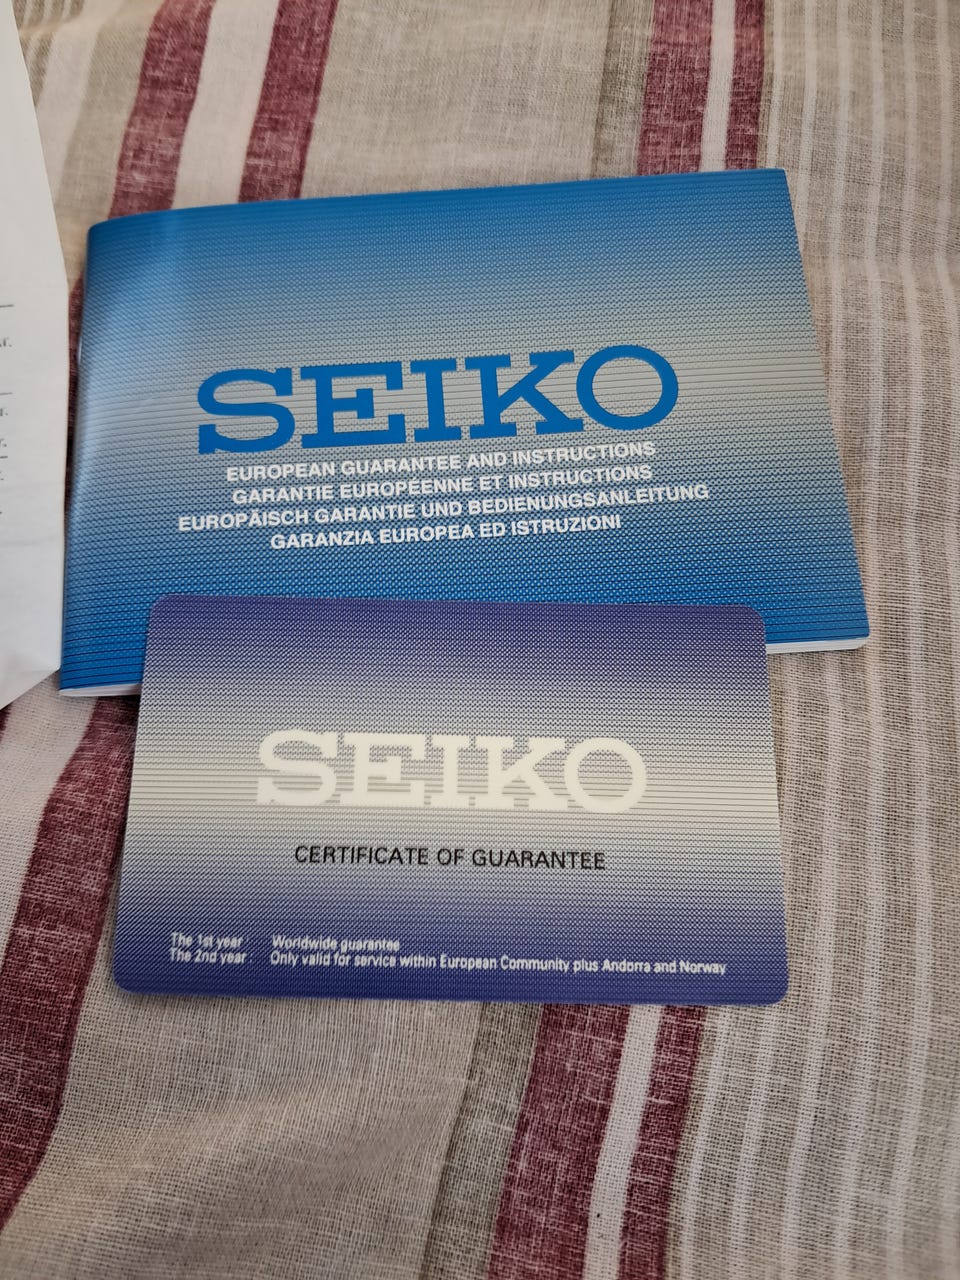 SEIKO
EUROPEAN GUARANTEE AND INSTRUCTIONS
GARANTIE EUROPÉENNE ET INSTRUCTIONS
EUROPÄISCH GARANTIE UND BEDIENUNGSANLEITUNG
GARANZIA EUROPEA ED ISTRUZIONI
SEIKO
CERTIFICATE OF GUARANTEE
The 1st year Worldwide guarantee
The 2nd year Only valid for service within European Community plus Andorra and Norway